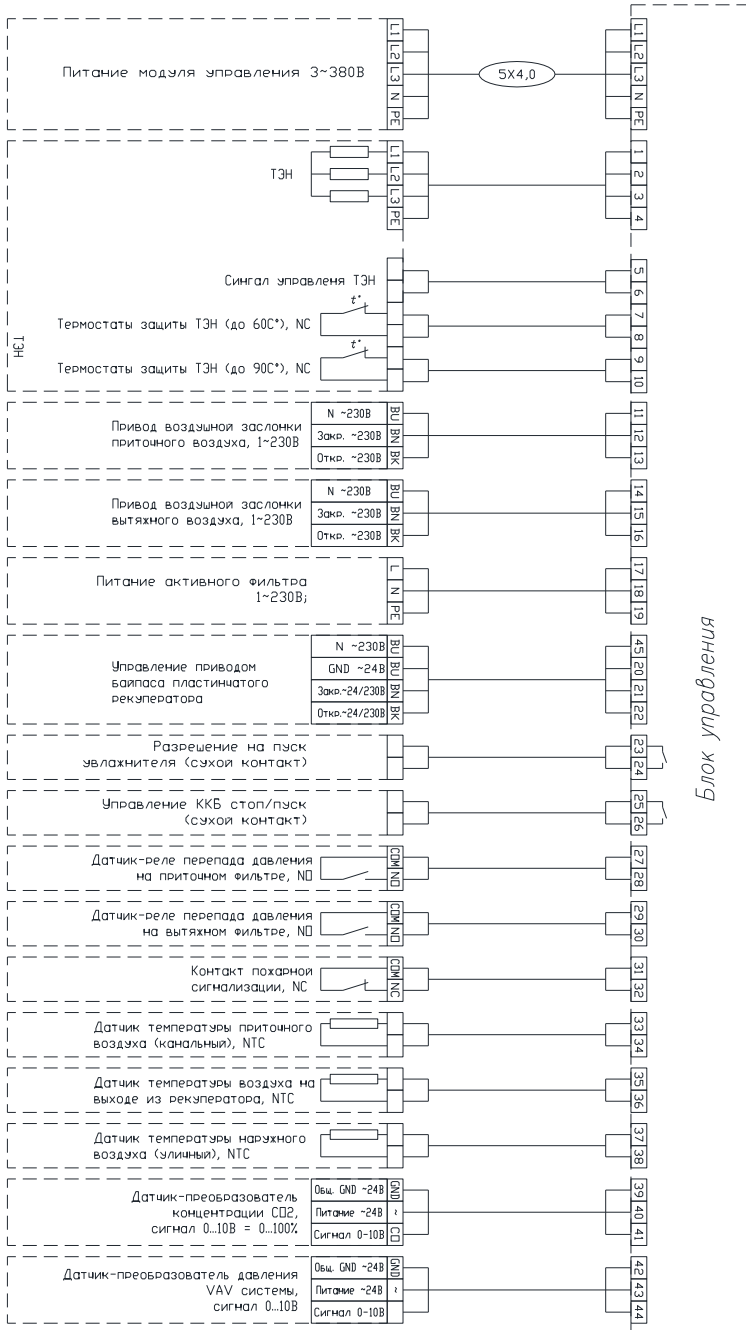 Питание модуля управления 3~380В
L1
L2
L3
N
PE
5X4,0
L1
L2
L3
N
PE
ТЭН
L1
L2
L3
PE
1
2
3
4
Сингал управленя ТЭН
5
6
t°
Термостаты защиты ТЭН (до 60С°), NC
7
8
t°
Термостаты защиты ТЭН (до 90С°), NC
9
10
ТЭН
Привод воздушной заслонки
приточного воздуха, 1~230В
N ~230В BU
Закр. ~230В BN
Откр. ~230В BK
11
12
13
Привод воздушной заслонки
вытяжного воздуха, 1~230В
N ~230В BU
Закр. ~230В BN
Откр. ~230В BK
14
15
16
Питание активного фильтра
1~230В;
L
N
PE
17
18
19
Управление приводом
байпаса пластинчатого
рекуператора
N ~230В BU
GND ~24В BU
Закр.~24/230В BN
Откр.~24/230В BK
45
20
21
22
Блок управления
Разрешение на пуск
увлажнителя (сухой контакт)
23
24
Управление ККБ стоп/пуск
(сухой контакт)
25
26
Датчик-реле перепада давления
на приточном фильтре, NO
COM
NO
27
28
Датчик-реле перепада давления
на вытяжном фильтре, NO
COM
NO
29
30
Контакт пожарной
сигнализации, NC
COM
NC
31
32
Датчик температуры приточного
воздуха (канальный), NTC
33
34
Датчик температуры воздуха на
выходе из рекуператора, NTC
35
36
Датчик температуры наружного
воздуха (уличный), NTC
37
38
Датчик-преобразователь
концентрации СО2,
сигнал 0...10В = 0...100%
Общ. GND ~24В GND
Питание ~24В ~
Сигнал 0-10В CO
39
40
41
Датчик-преобразователь давления
VAV системы,
сигнал 0...10В
Общ. GND ~24В GND
Питание ~24В ~
Сигнал 0-10В
42
43
44